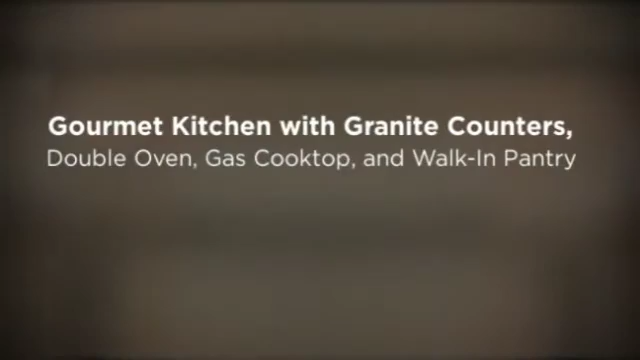 Gourmet Kitchen with Granite Counters,
Double Oven, Gas Cooktop, and Walk-In Pantry